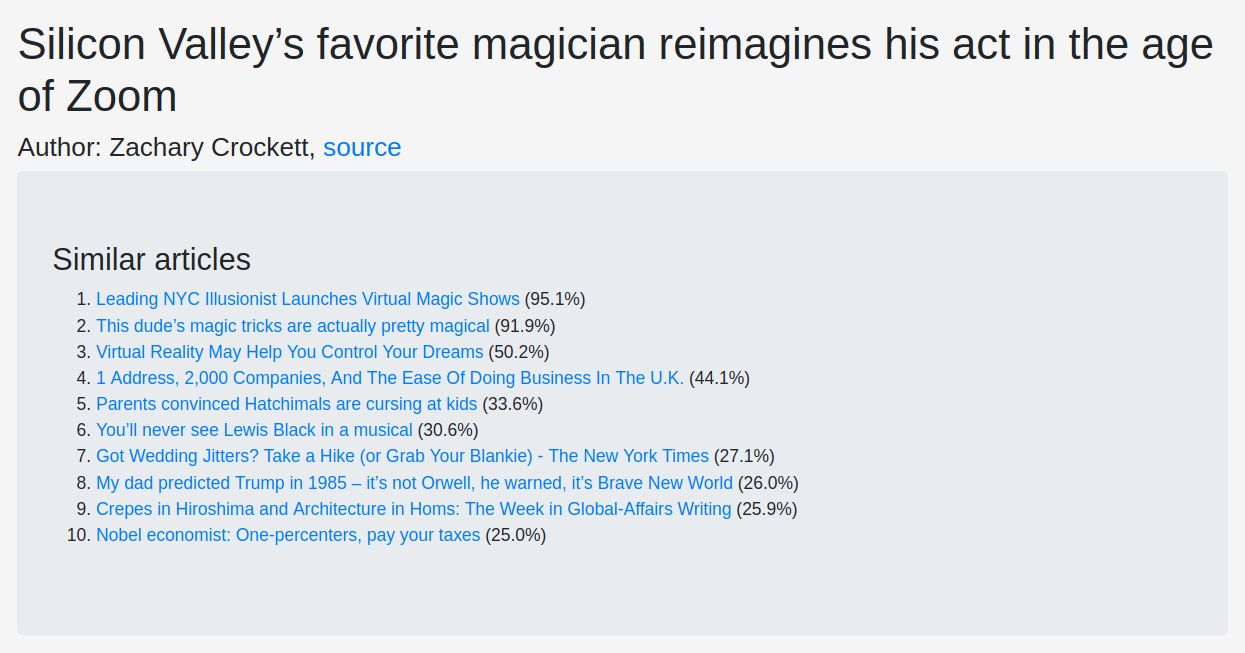 Silicon Valley’s favorite magician reimagines his act in the age
of Zoom
Author: Zachary Crockett, source
Similar articles
1. Leading NYC Illusionist Launches Virtual Magic Shows (95.1%)
2. This dude’s magic tricks are actually pretty magical (91.9%)
3. Virtual Reality May Help You Control Your Dreams (50.2%)
4. 1 Address, 2,000 Companies, And The Ease Of Doing Business In The U.K. (44.1%)
5. Parents convinced Hatchimals are cursing at kids (33.6%)
6. You’ll never see Lewis Black in a musical (30.6%)
7. Got Wedding Jitters? Take a Hike (or Grab Your Blankie) - The New York Times (27.1%)
8. My dad predicted Trump in 1985 – it’s not Orwell, he warned, it’s Brave New World (26.0%)
9. Crepes in Hiroshima and Architecture in Homs: The Week in Global-Affairs Writing (25.9%)
10. Nobel economist: One-percenters, pay your taxes (25.0%)